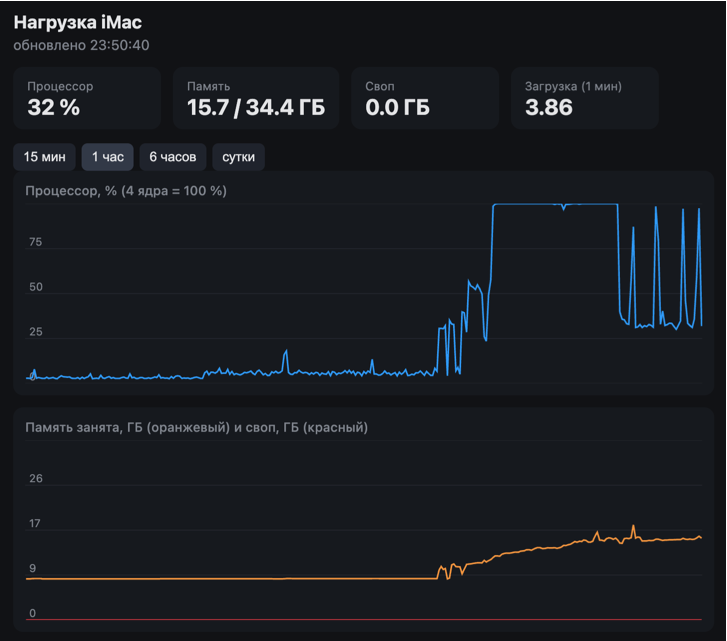 Нагрузка iMac
обновлено 23:50:40
Процессор
32 %
Память
15.7 / 34.4 ГБ
Своп
0.0 ГБ
Загрузка (1 мин)
3.86
15 мин
1 час
6 часов
сутки
Процессор, % (4 ядра = 100 %)
75
50
25
0
Память занята, ГБ (оранжевый) и своп, ГБ (красный)
26
17
9
0